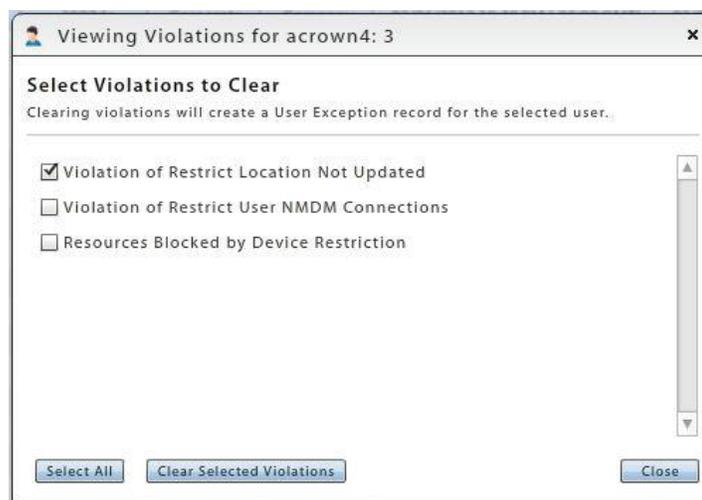 Viewing Violations for acrown4: 3
Select Violations to Clear
Clearing violations will create a User Exception record for the selected user.
Violation of Restrict Location Not Updated
Violation of Restrict User NMDM Connections
Resources Blocked by Device Restriction
Select All Clear Selected Violations Close